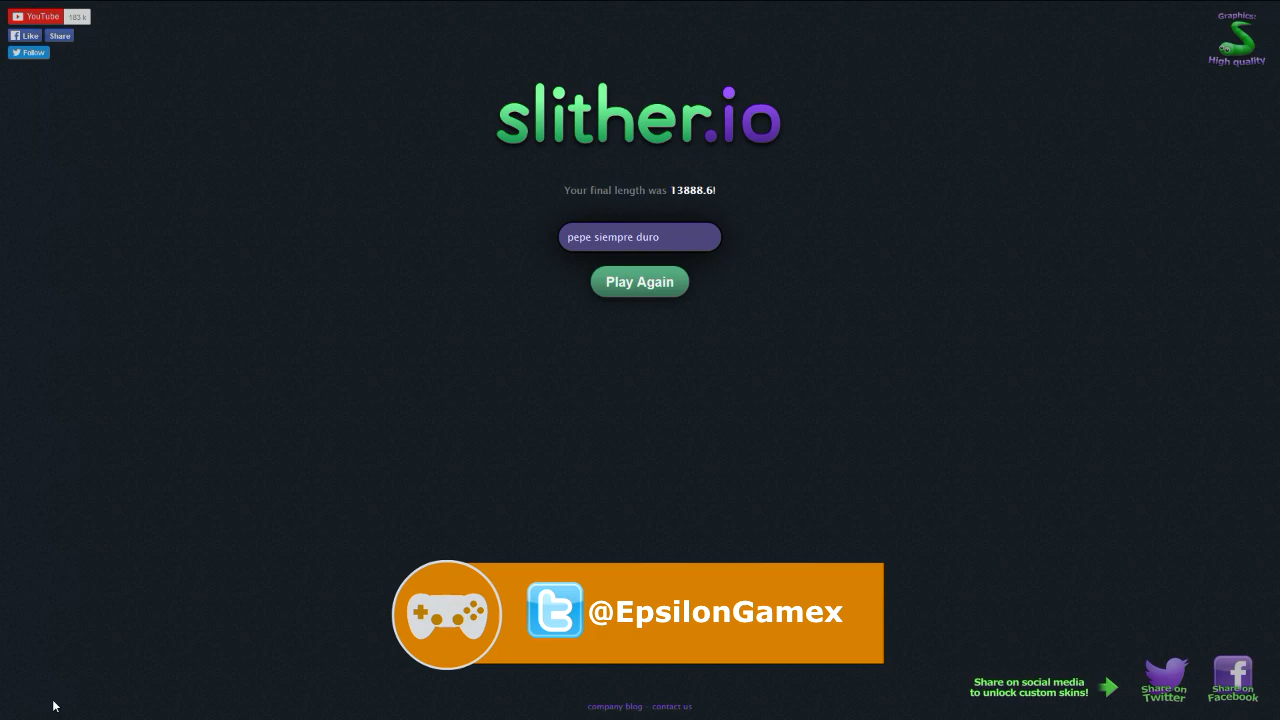 YouTube 183 k
Like Share
Follow
Graphics:
High quality
slither.io
Your final length was 13888.6!
pepe siempre duro
Play Again
@EpsilonGamex
Share on social media
to unlock custom skins!
Share on
Twitter
Share on
Facebook
company blog - contact us